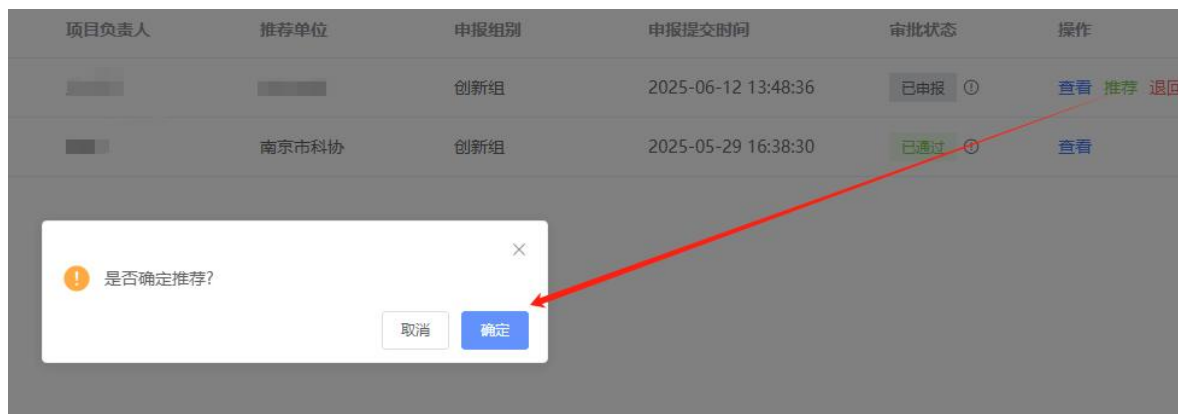 项目负责人 推荐单位 申报组别 申报提交时间 审批状态 操作
创新组 2025-06-12 13:48:36 已申报 查看 推荐 退回
南京市科协 创新组 2025-05-29 16:38:30 已通过 查看
是否确定推荐?
取消 确定